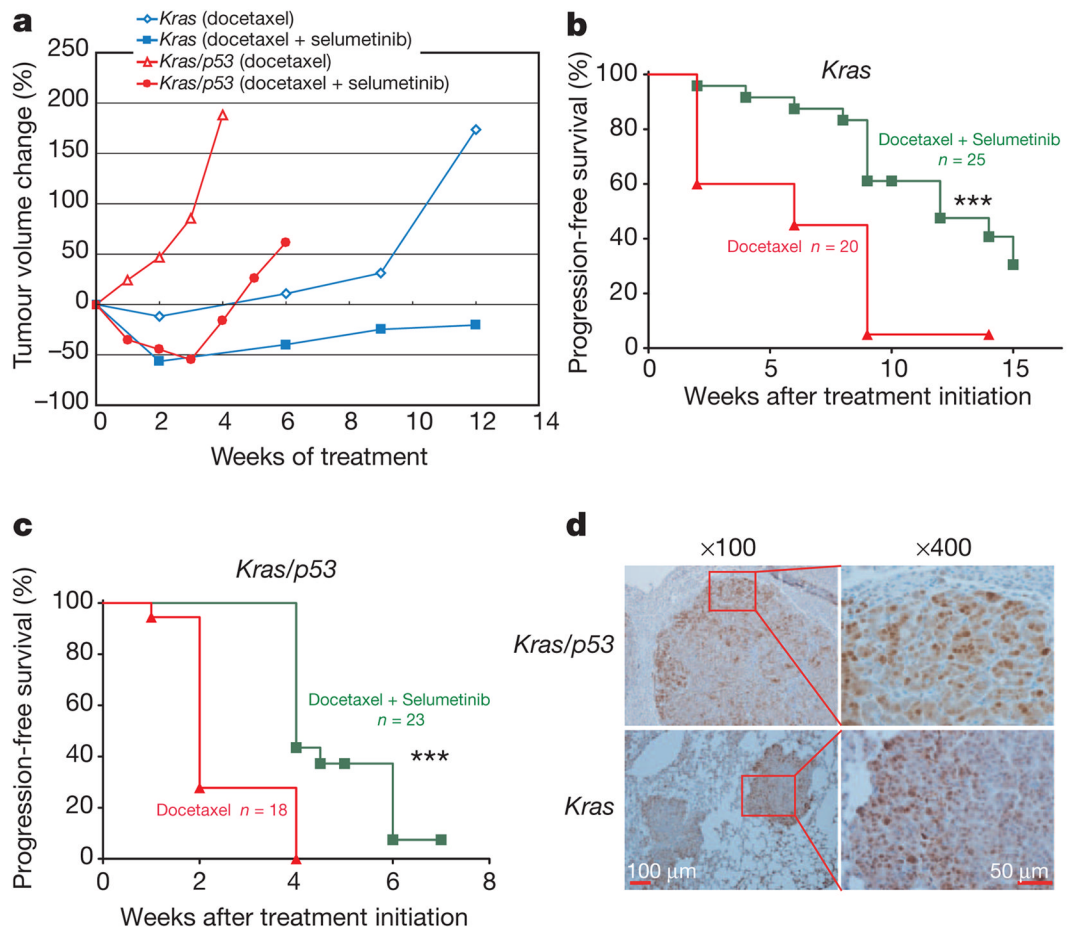 a
Kras (docetaxel)
Kras (docetaxel + selumetinib)
Kras/p53 (docetaxel)
Kras/p53 (docetaxel + selumetinib)
Tumour volume change (%)
250
200
150
100
50
0
–50
–100
0 2 4 6 8 10 12 14
Weeks of treatment
b
Kras
Progression-free survival (%)
100
80
60
40
20
0
Docetaxel + Selumetinib
n = 25
***
Docetaxel n = 20
0 5 10 15
Weeks after treatment initiation
c
Kras/p53
Progression-free survival (%)
100
80
60
40
20
0
Docetaxel + Selumetinib
n = 23
***
Docetaxel n = 18
0 2 4 6 8
Weeks after treatment initiation
d
×100 ×400
Kras/p53
Kras
100 μm 50 μm